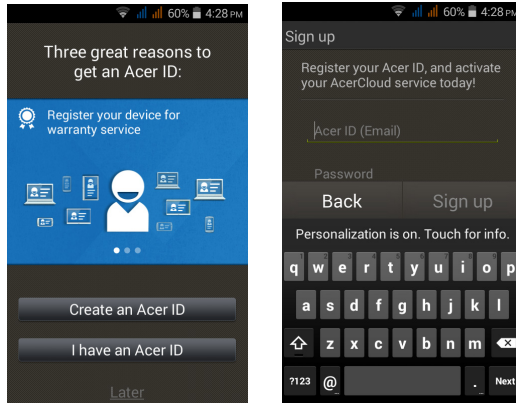 60% 4:28 PM
Three great reasons to
get an Acer ID:
Register your device for
warranty service
Create an Acer ID
I have an Acer ID
Later
60% 4:28 PM
Sign up
Register your Acer ID, and activate
your AcerCloud service today!
Acer ID (Email)
Password
Back Sign up
Personalization is on. Touch for info.
q w e r t y u i o p
a s d f g h j k l
z x c v b n m
?123 @ . Next